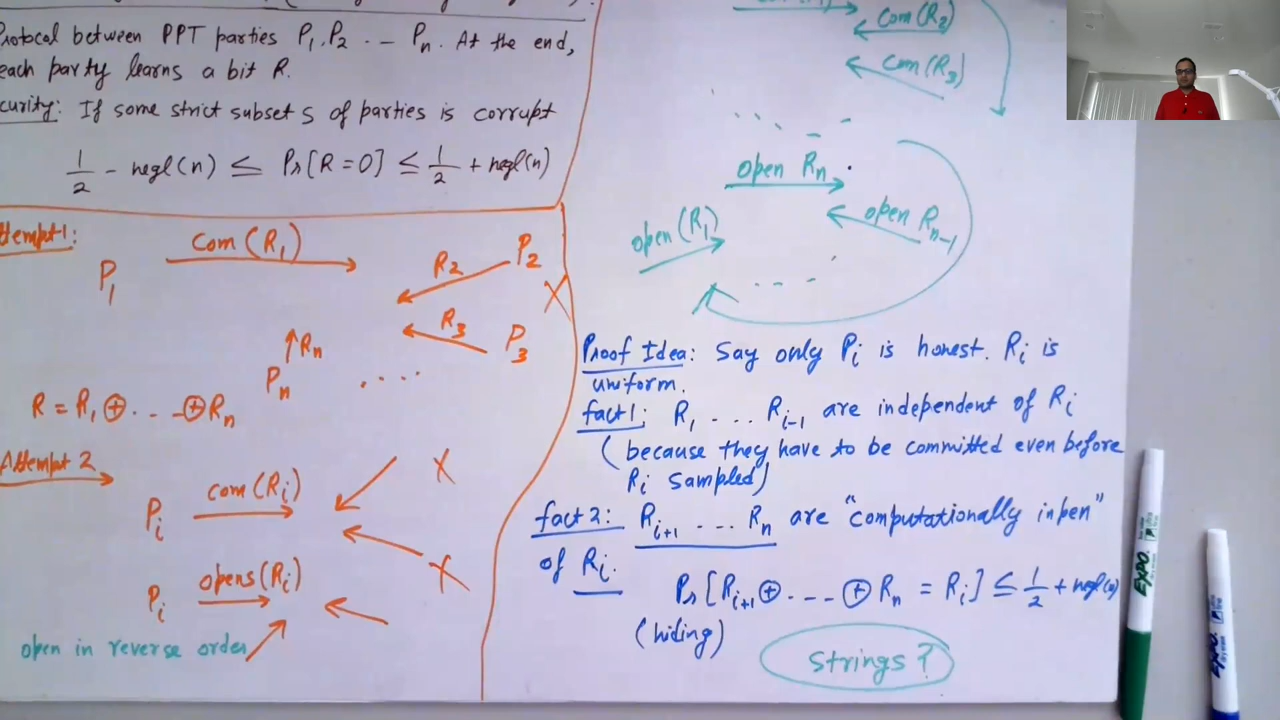 Protocol between PPT parties P1, P2 ... Pn. At the end,
each party learns a bit R.
curity: If some strict subset S of parties is corrupt
1/2 - negl(n) ≤ Pr[R = 0] ≤ 1/2 + negl(n)
ttempt 1:
Com(R1)
P1
R2
P2
X
R3
P3
Rn
Pn
....
R = R1 ⊕ ... ⊕ Rn
Attempt 2
Pi
com(Ri)
X
X
Pi
opens(Ri)
open in reverse order
com(R2)
com(R3)
open Rn
open Rn-1
open(R1)
Proof Idea: Say only Pi is honest. Ri is
uniform.
fact 1: R1 ... Ri-1 are independent of Ri
(because they have to be committed even before
Ri sampled)
fact 2: Ri+1 ... Rn are "computationally inpen"
of Ri.
Pr[Ri+1 ⊕ ... ⊕ Rn = Ri] ≤ 1/2 + negl(n)
(hiding)
Strings?
EXPO
EXPO